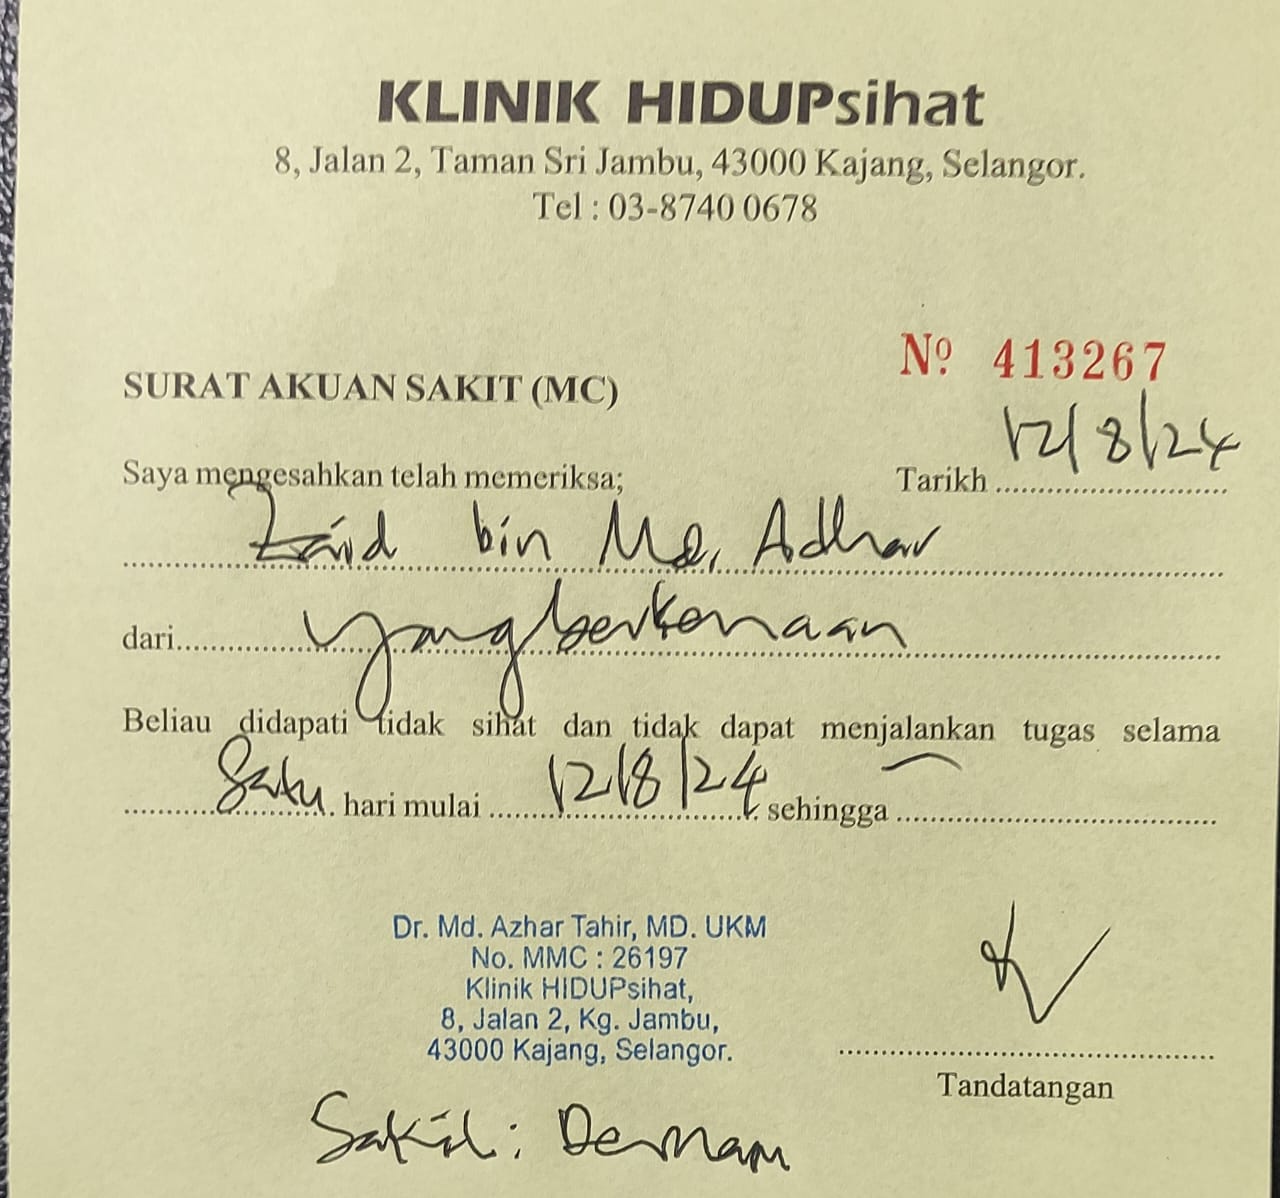 KLINIK HIDUPsihat
8, Jalan 2, Taman Sri Jambu, 43000 Kajang, Selangor.
Tel : 03-8740 0678
Nº 413267
SURAT AKUAN SAKIT (MC)
Saya mengesahkan telah memeriksa; Tarikh 12/8/24
Zaid bin Md. Adhar
dari yang berkenaan
Beliau didapati tidak sihat dan tidak dapat menjalankan tugas selama
Satu hari mulai 12/8/24 sehingga
Dr. Md. Azhar Tahir, MD. UKM
No. MMC : 26197
Klinik HIDUPsihat,
8, Jalan 2, Kg. Jambu,
43000 Kajang, Selangor.
Tandatangan
Sakit : Demam